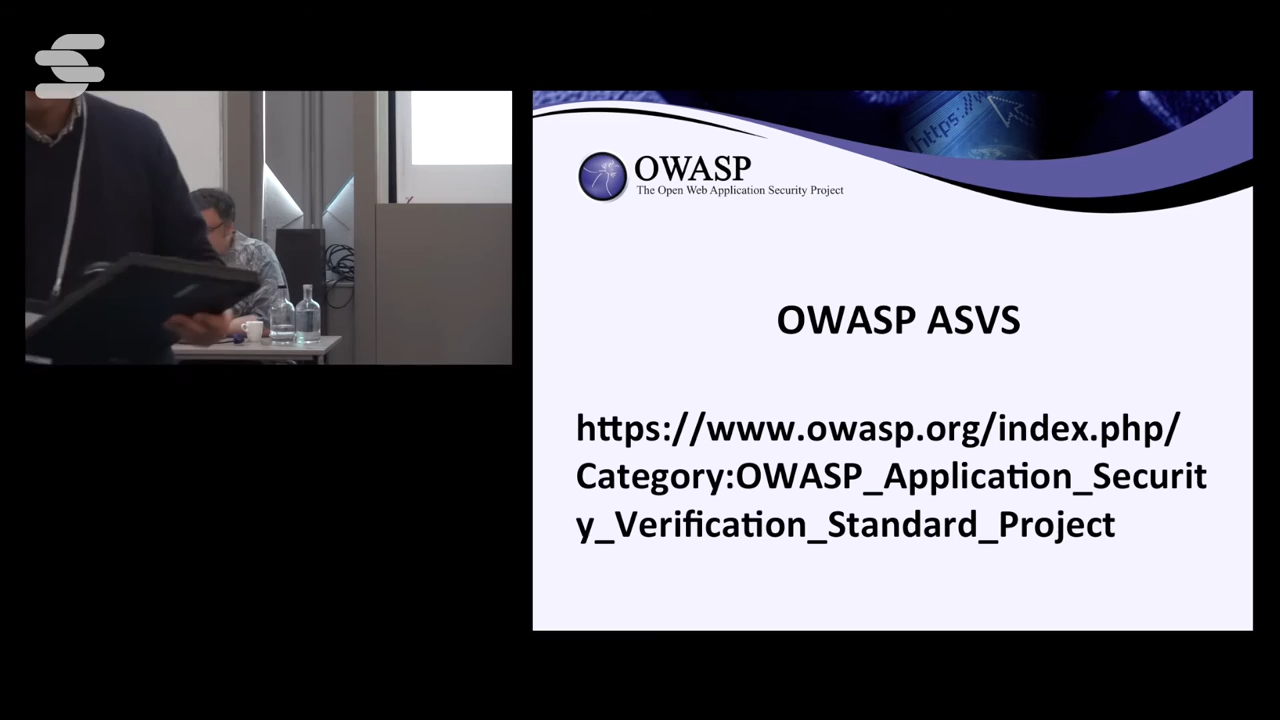 https://w
OWASP
The Open Web Application Security Project
OWASP ASVS
https://www.owasp.org/index.php/
Category:OWASP_Application_Securit
y_Verification_Standard_Project